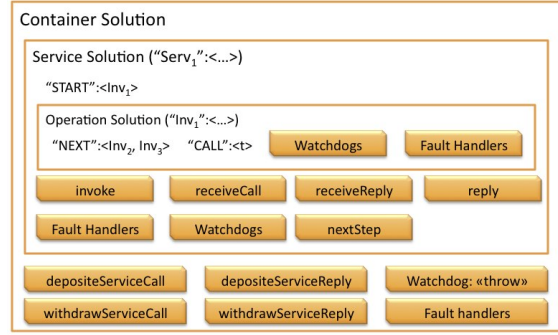 Container Solution
Service Solution (“Serv₁”:<...>)
“START”:<Inv₁>
Operation Solution (“Inv₁”:<...>)
“NEXT”:<Inv₂, Inv₃> “CALL”:<t> Watchdogs Fault Handlers
invoke receiveCall receiveReply reply
Fault Handlers Watchdogs nextStep
depositeServiceCall depositeServiceReply Watchdog: «throw»
withdrawServiceCall withdrawServiceReply Fault handlers